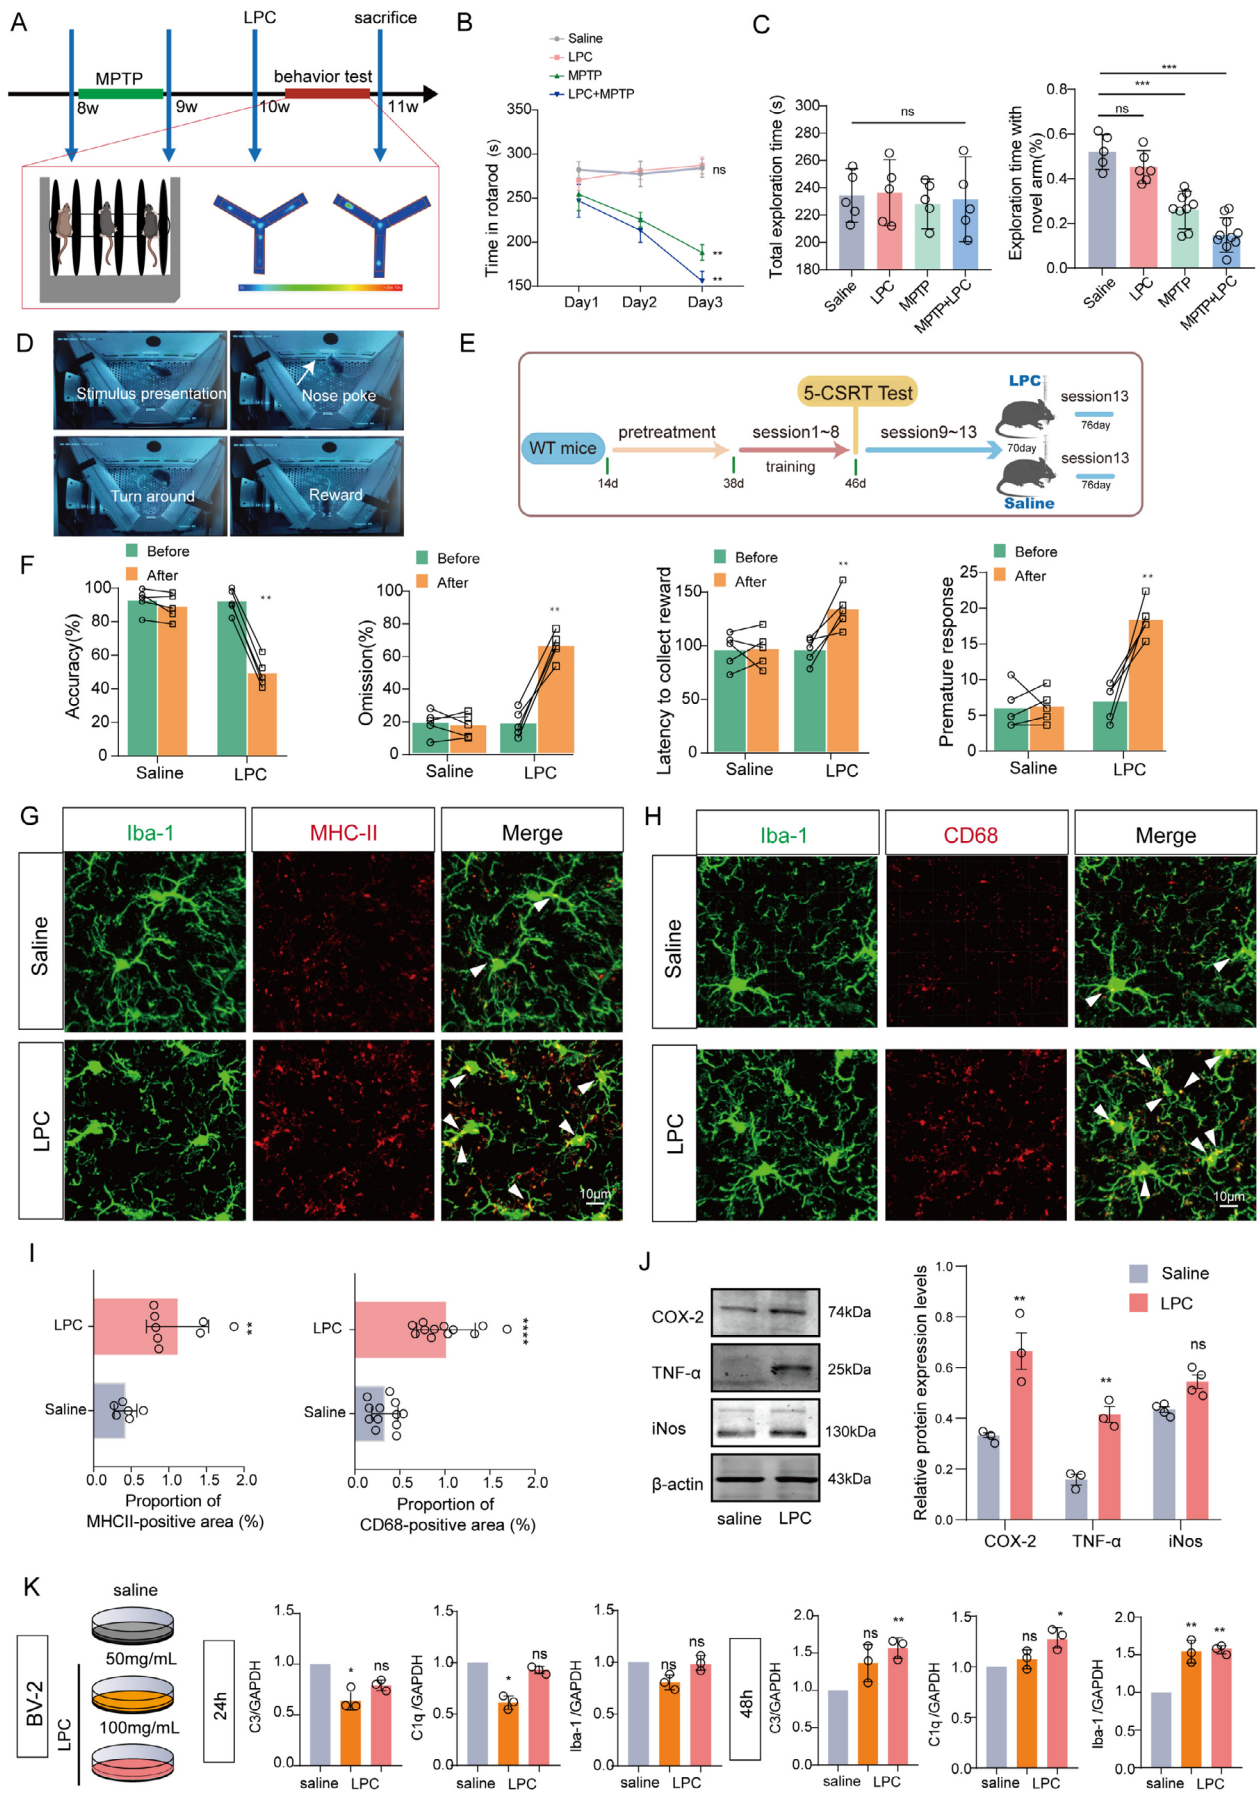 A
LPC
sacrifice
MPTP
behavior test
8w
9w
10w
11w
B
Saline
LPC
MPTP
LPC+MPTP
Time in rotarod (s)
350
300
250
200
150
ns
**
**
Day1
Day2
Day3
C
Total exploration time (s)
300
280
260
240
220
200
180
ns
Saline
LPC
MPTP
MPTP+LPC
Exploration time with
novel arm(%)
0.8
0.6
0.4
0.2
0.0
***
***
ns
Saline
LPC
MPTP
MPTP+LPC
D
Stimulus presentation
Nose poke
Turn around
Reward
E
5-CSRT Test
WT mice
pretreatment
session1~8
training
session9~13
14d
38d
46d
70day
LPC
session13
76day
Saline
session13
76day
F
Before
After
Accuracy(%)
100
80
60
40
20
0
**
Saline
LPC
Before
After
Omission(%)
100
80
60
40
20
0
**
Saline
LPC
Before
After
Latency to collect reward
150
100
50
0
**
Saline
LPC
Before
After
Premature response
25
20
15
10
5
0
**
Saline
LPC
G
Iba-1
MHC-II
Merge
Saline
LPC
10μm
H
Iba-1
CD68
Merge
Saline
LPC
10μm
I
LPC
Saline
**
0.0
0.5
1.0
1.5
2.0
Proportion of
MHCII-positive area (%)
LPC
Saline
****
0.0
0.5
1.0
1.5
2.0
Proportion of
CD68-positive area (%)
J
COX-2
74kDa
TNF-α
25kDa
iNos
130kDa
β-actin
43kDa
saline
LPC
Saline
LPC
Relative protein expression levels
1.0
0.8
0.6
0.4
0.2
0.0
**
**
ns
COX-2
TNF-α
iNos
K
BV-2
LPC
saline
50mg/mL
100mg/mL
24h
C3/GAPDH
1.5
1.0
0.5
0.0
*
ns
saline
LPC
C1q /GAPDH
1.5
1.0
0.5
0.0
*
ns
saline
LPC
Iba-1 /GAPDH
1.5
1.0
0.5
0.0
ns
ns
saline
LPC
48h
C3/GAPDH
2.0
1.5
1.0
0.5
0.0
ns
**
saline
LPC
C1q /GAPDH
1.5
1.0
0.5
0.0
ns
*
saline
LPC
Iba-1 /GAPDH
2.0
1.5
1.0
0.5
0.0
**
**
saline
LPC